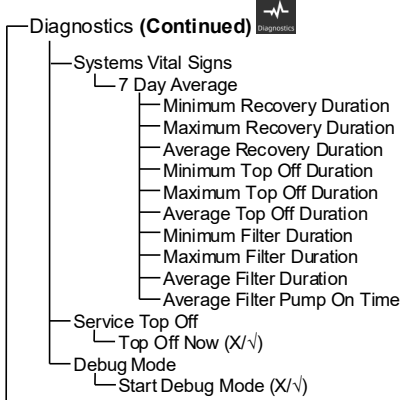 Diagnostics (Continued)
Diagnostics
Systems Vital Signs
7 Day Average
Minimum Recovery Duration
Maximum Recovery Duration
Average Recovery Duration
Minimum Top Off Duration
Maximum Top Off Duration
Average Top Off Duration
Minimum Filter Duration
Maximum Filter Duration
Average Filter Duration
Average Filter Pump On Time
Service Top Off
Top Off Now (X/√)
Debug Mode
Start Debug Mode (X/√)